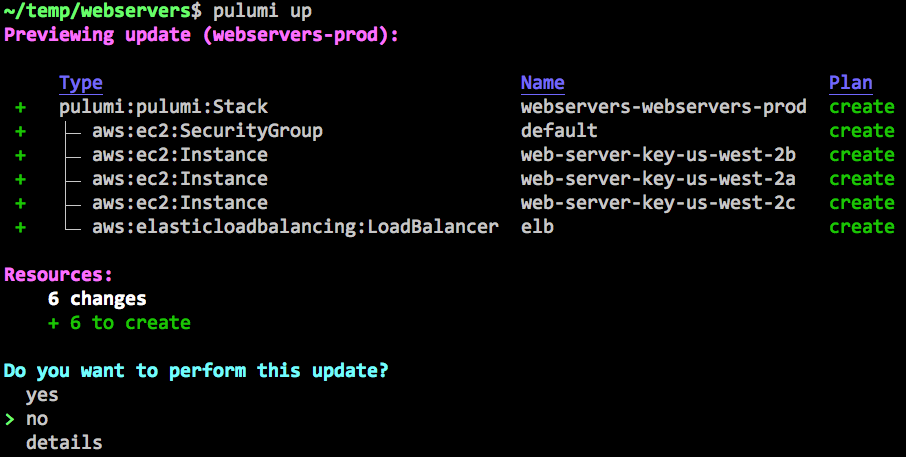 ~/temp/webservers$ pulumi up
Previewing update (webservers-prod):
Type Name Plan
+ pulumi:pulumi:Stack webservers-webservers-prod create
+ aws:ec2:SecurityGroup default create
+ aws:ec2:Instance web-server-key-us-west-2b create
+ aws:ec2:Instance web-server-key-us-west-2a create
+ aws:ec2:Instance web-server-key-us-west-2c create
+ aws:elasticloadbalancing:LoadBalancer elb create
Resources:
6 changes
+ 6 to create
Do you want to perform this update?
yes
> no
details